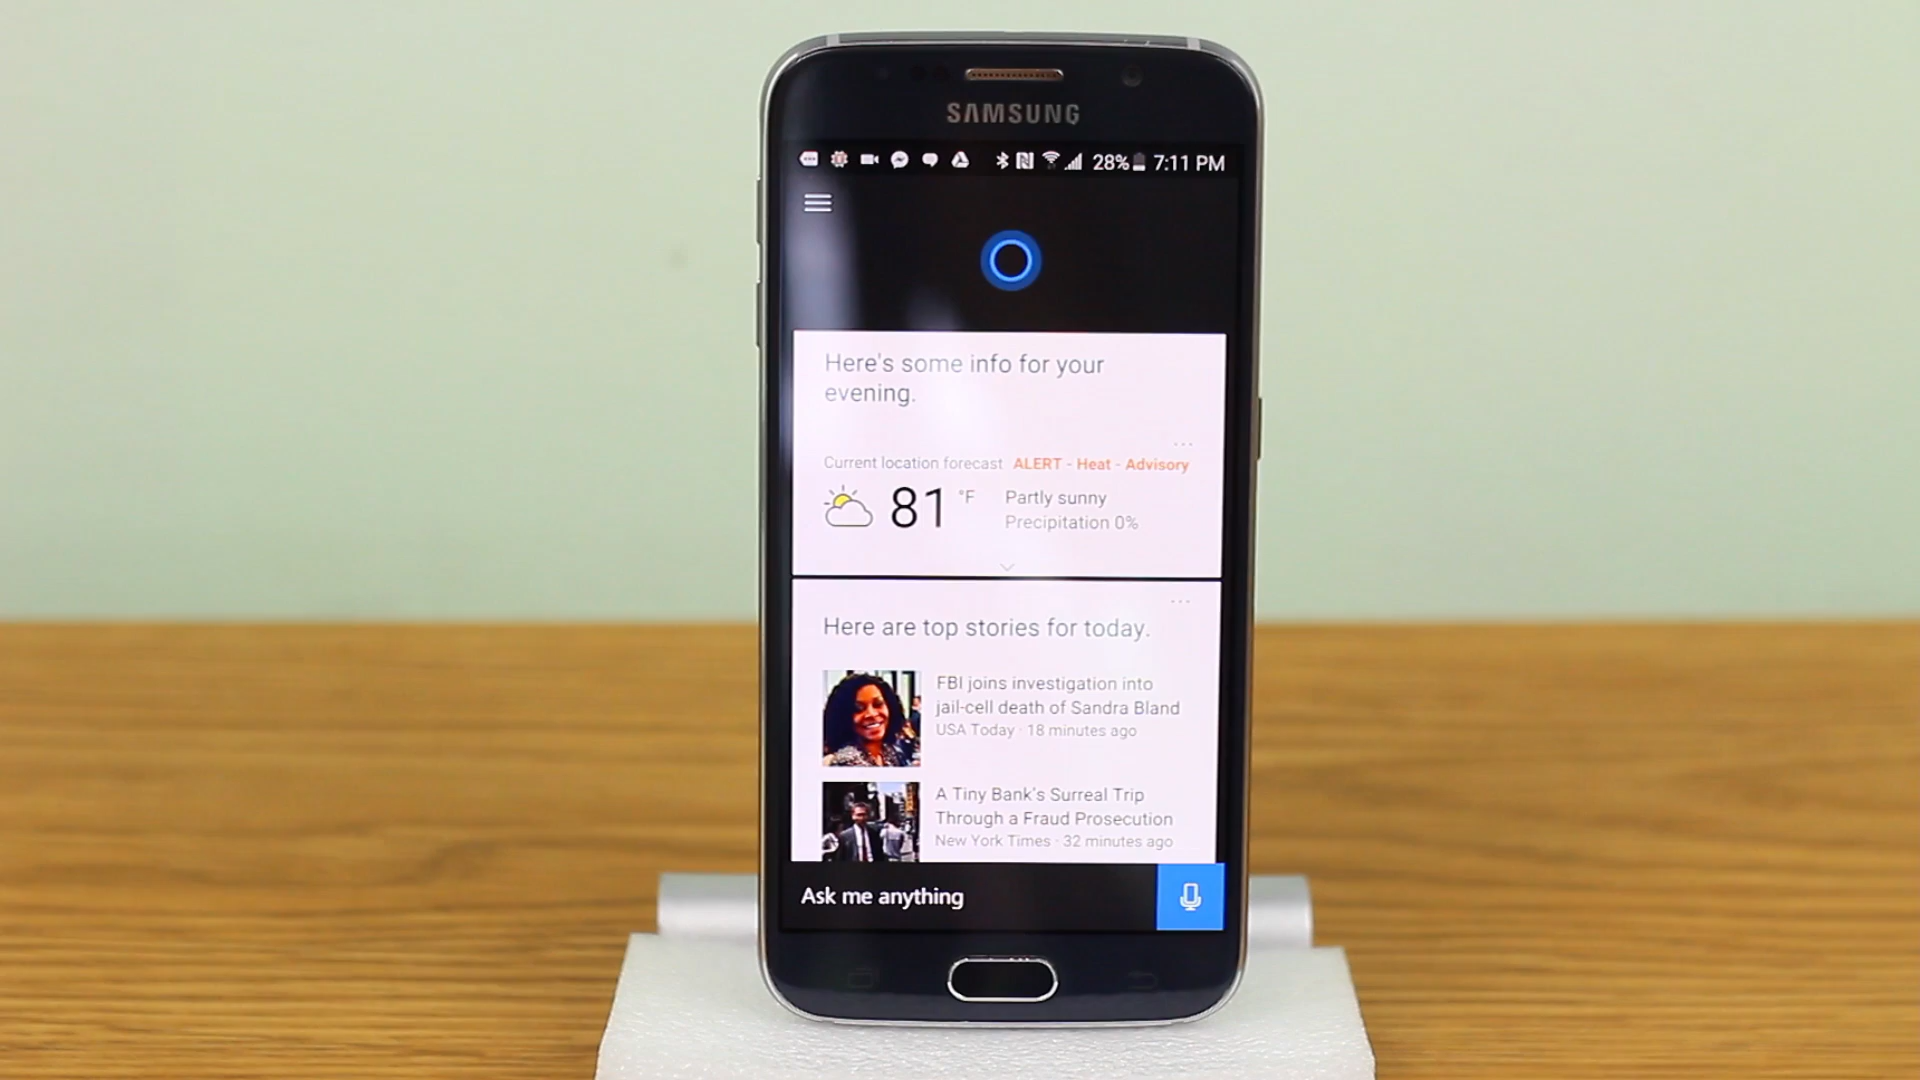 SAMSUNG
28% 7:11 PM
Here's some info for your
evening.
Current location forecast ALERT - Heat - Advisory
81 °F Partly sunny
Precipitation 0%
Here are top stories for today.
FBI joins investigation into
jail-cell death of Sandra Bland
USA Today · 18 minutes ago
A Tiny Bank's Surreal Trip
Through a Fraud Prosecution
New York Times · 32 minutes ago
Ask me anything